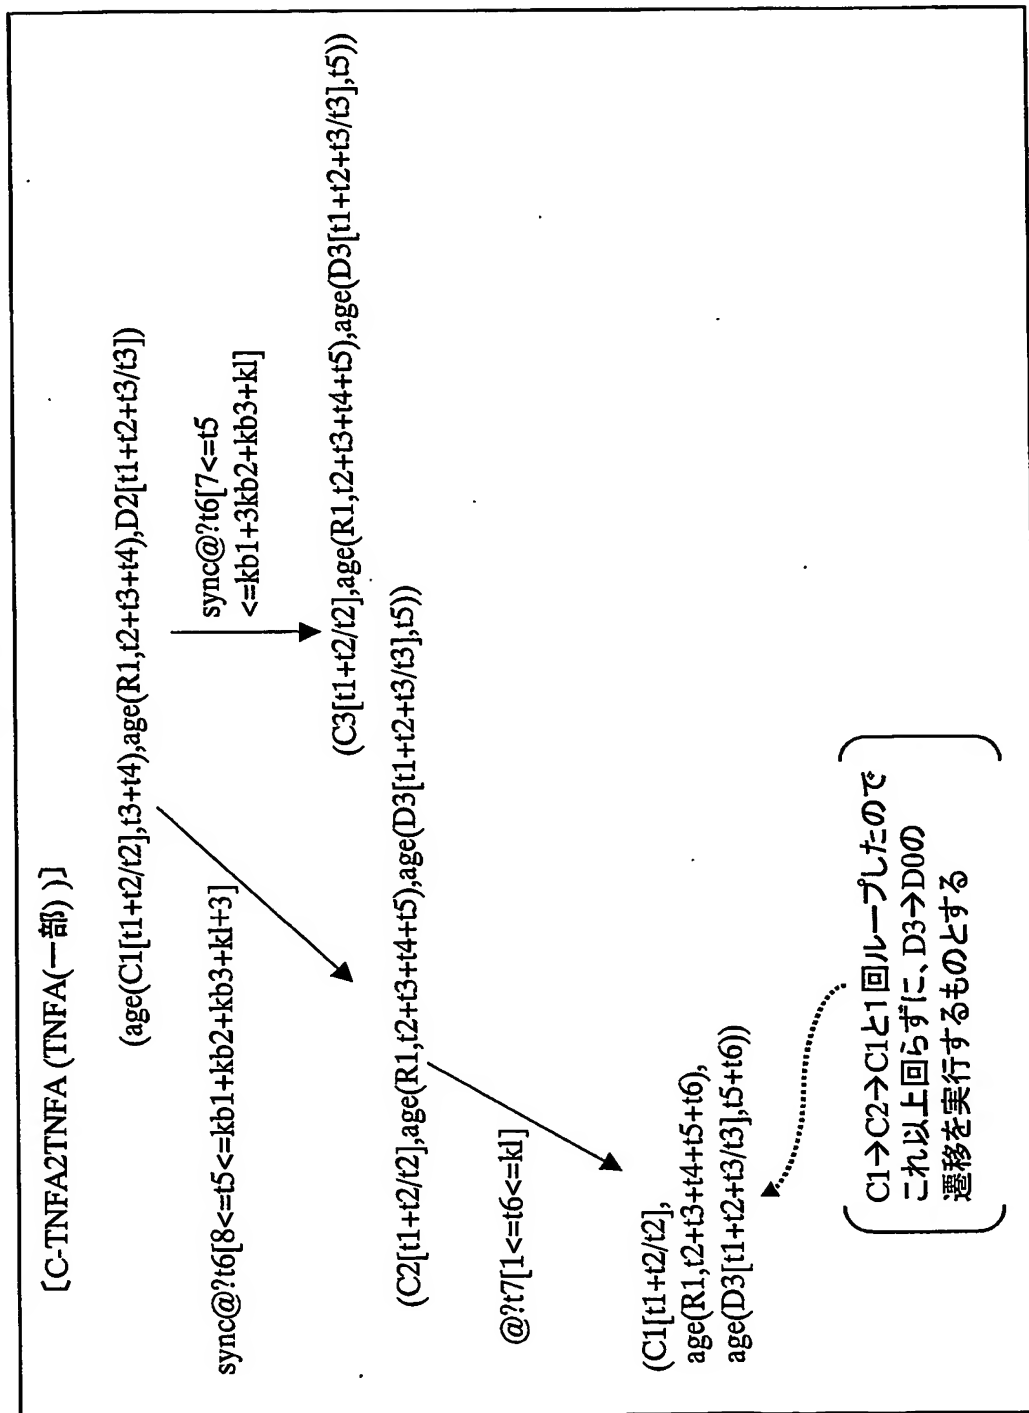 [C-TNFA2TNFA (TNFA(一部) )]
(age(C1[t1+t2/t2],t3+t4),age(R1,t2+t3+t4),D2[t1+t2+t3/t3])
sync@?t6[8<=t5<=kb1+kb2+kb3+kl+3]
sync@?t6[7<=t5
<=kb1+3kb2+kb3+kl]
(C3[t1+t2/t2],age(R1,t2+t3+t4+t5),age(D3[t1+t2+t3/t3],t5))
(C2[t1+t2/t2],age(R1,t2+t3+t4+t5),age(D3[t1+t2+t3/t3],t5))
@?t7[1<=t6<=kl]
(C1[t1+t2/t2],
age(R1,t2+t3+t4+t5+t6),
age(D3[t1+t2+t3/t3],t5+t6))
C1→C2→C1と1回ループしたので
これ以上回らずに、D3→D0の
遷移を実行するものとする